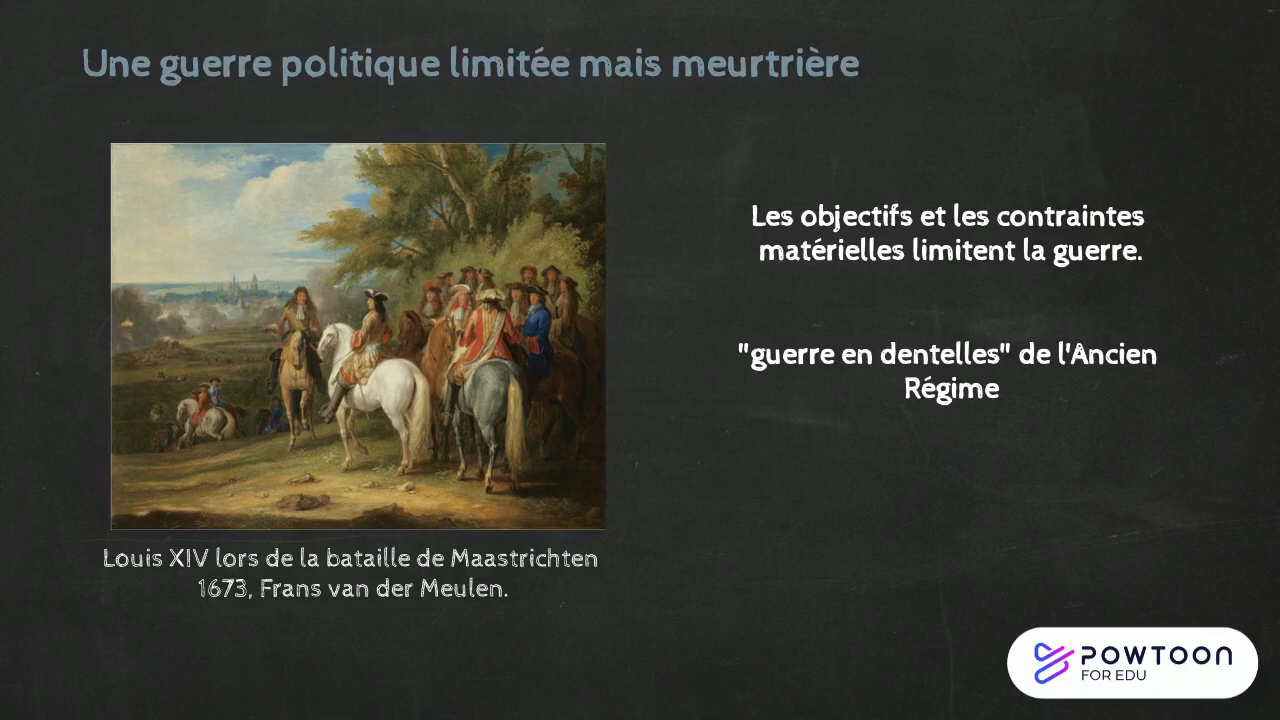 Une guerre politique limitée mais meurtrière
Louis XIV lors de la bataille de Maastrichten
1673, Frans van der Meulen.
Les objectifs et les contraintes
matérielles limitent la guerre.
"guerre en dentelles" de l'Ancien
Régime
POWTOON
FOR EDU